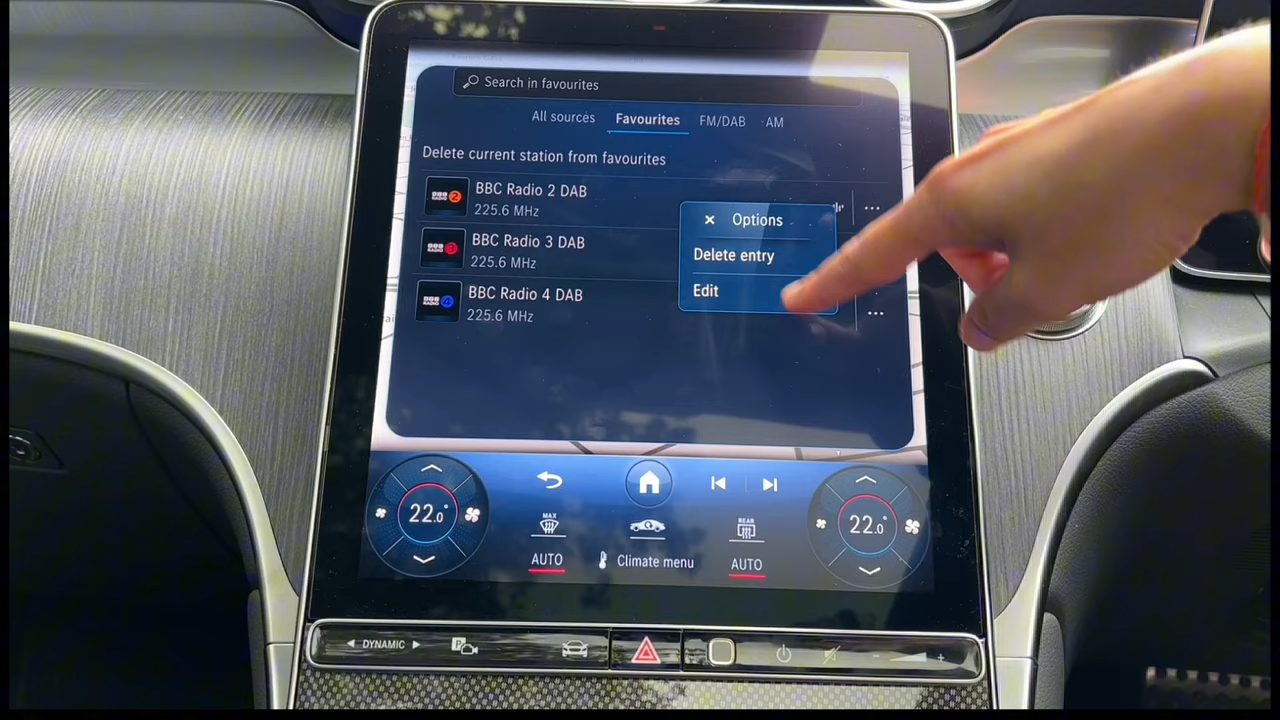 Search in favourites
All sources Favourites FM/DAB AM
Delete current station from favourites
BBC Radio 2 DAB
225.6 MHz
BBC Radio 3 DAB
225.6 MHz
BBC Radio 4 DAB
225.6 MHz
Options
Delete entry
Edit
22.0°
MAX
REAR
22.0°
AUTO
Climate menu
AUTO
DYNAMIC